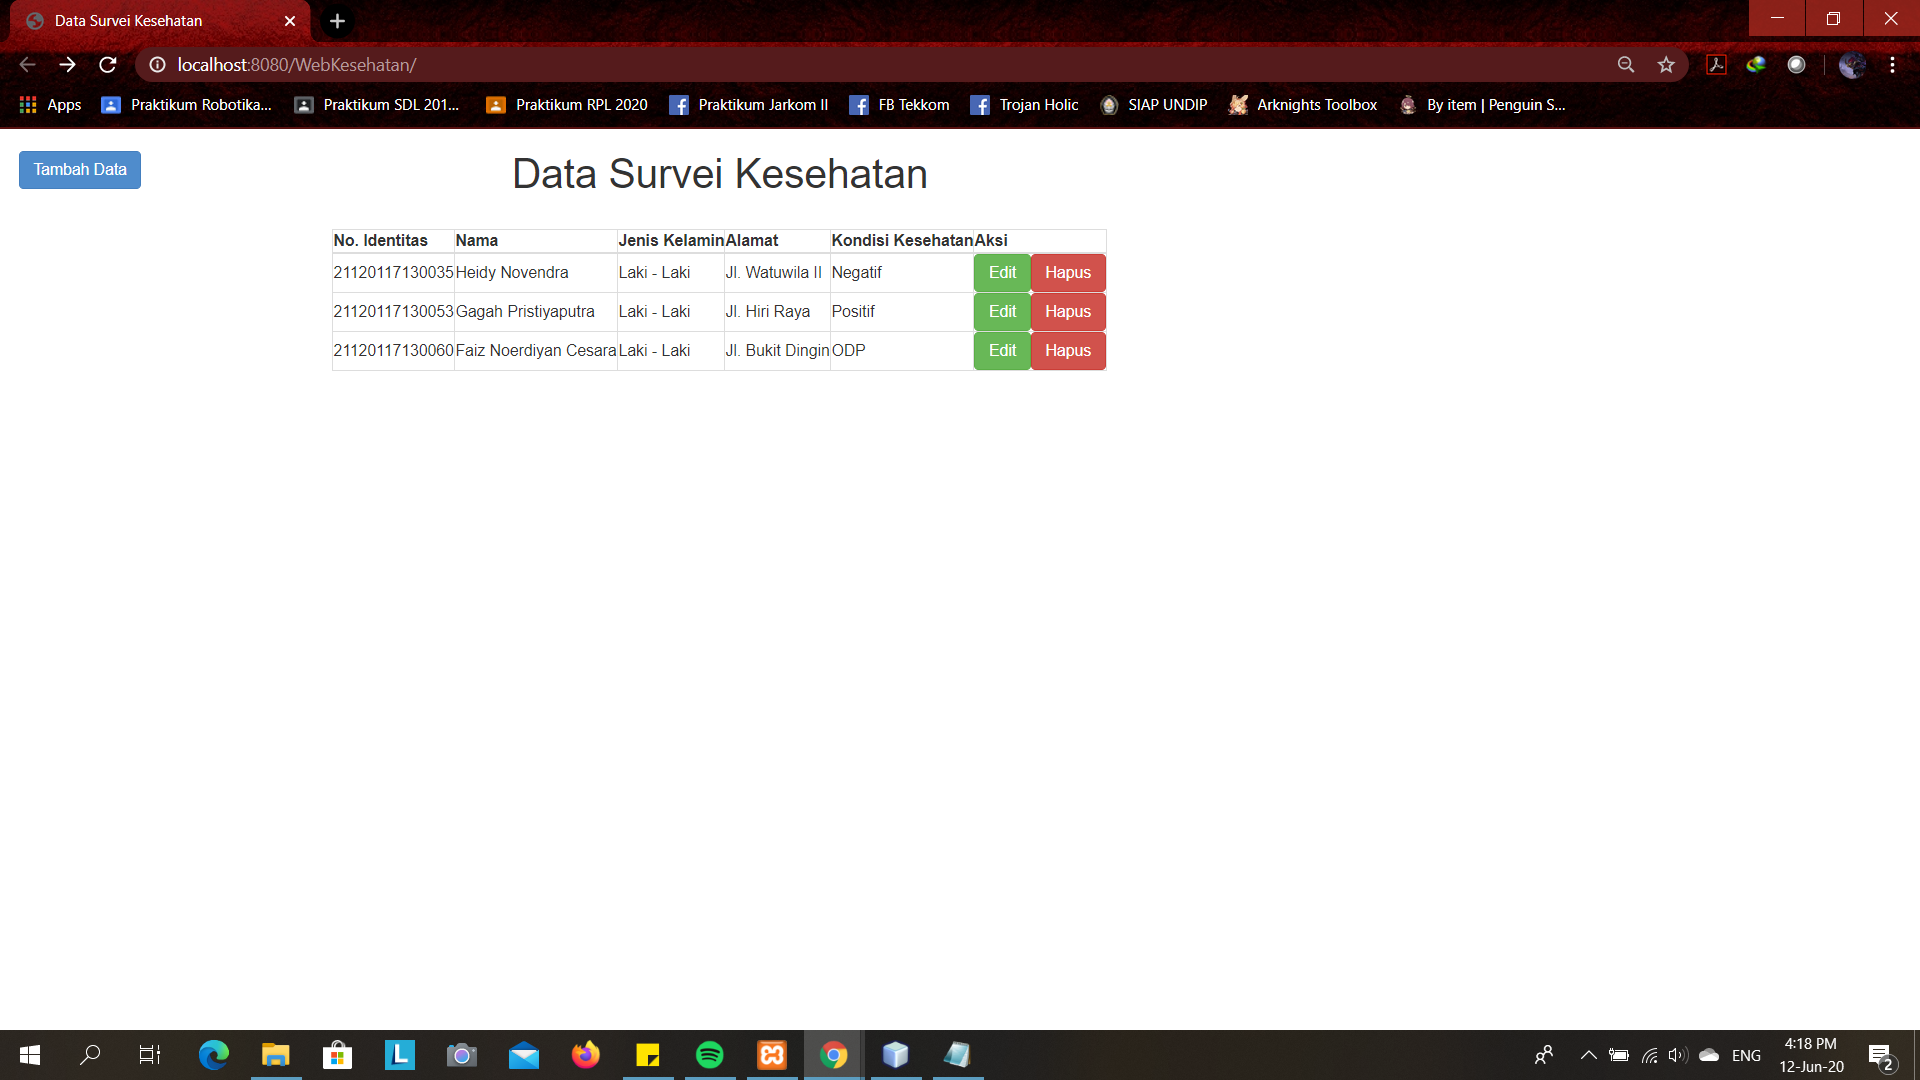 Data Survei Kesehatan
localhost:8080/WebKesehatan/
Apps Praktikum Robotika... Praktikum SDL 201... Praktikum RPL 2020 Praktikum Jarkom II FB Tekkom Trojan Holic SIAP UNDIP Arknights Toolbox By item | Penguin S...
Tambah Data
Data Survei Kesehatan
No. Identitas Nama Jenis Kelamin Alamat Kondisi Kesehatan Aksi
21120117130035 Heidy Novendra Laki - Laki Jl. Watuwila II Negatif Edit Hapus
21120117130053 Gagah Pristiyaputra Laki - Laki Jl. Hiri Raya Positif Edit Hapus
21120117130060 Faiz Noerdiyan Cesara Laki - Laki Jl. Bukit Dingin ODP Edit Hapus
L
ENG
4:18 PM
12-Jun-20
2